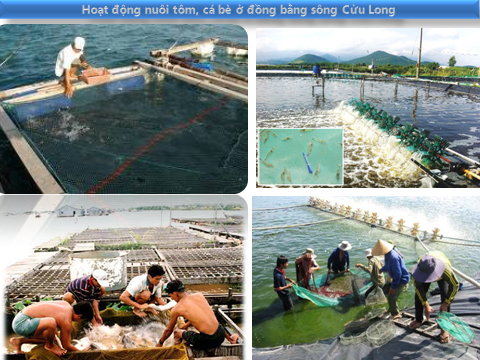 Hoạt động nuôi tôm, cá bè ở đồng bằng sông Cửu Long